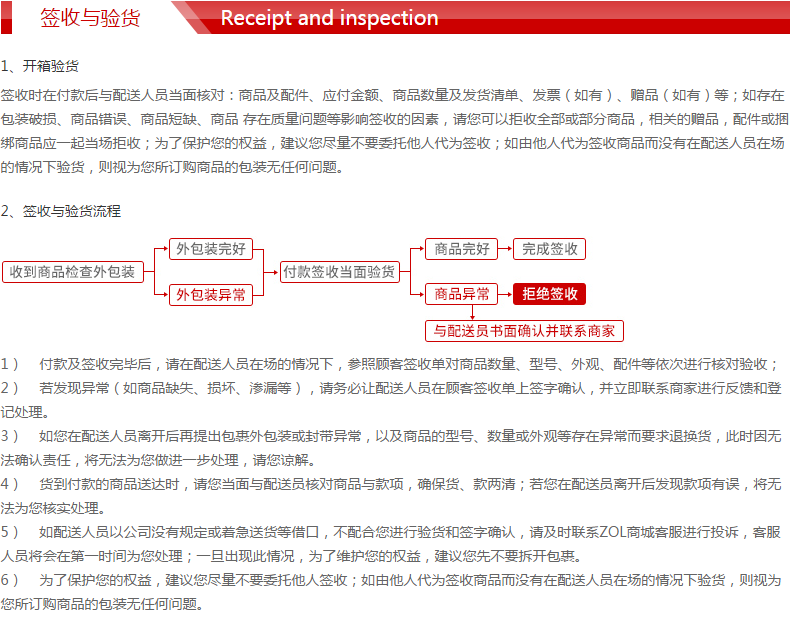 签收与验货
Receipt and inspection
1、开箱验货
签收时在付款后与配送人员当面核对：商品及配件、应付金额、商品数量及发货清单、发票（如有）、赠品（如有）等；如存在
包装破损、商品错误、商品短缺、商品 存在质量问题等影响签收的因素，请您可以拒收全部或部分商品，相关的赠品，配件或捆
绑商品应一起当场拒收；为了保护您的权益，建议您尽量不要委托他人代为签收；如由他人代为签收商品而没有在配送人员在场
的情况下验货，则视为您所订购商品的包装无任何问题。
2、签收与验货流程
外包装完好
商品完好
完成签收
收到商品检查外包装
付款签收当面验货
外包装异常
商品异常
拒绝签收
与配送员书面确认并联系商家
1） 付款及签收完毕后，请在配送人员在场的情况下，参照顾客签收单对商品数量、型号、外观、配件等依次进行核对验收；
2） 若发现异常（如商品缺失、损坏、渗漏等），请务必让配送人员在顾客签收单上签字确认，并立即联系商家进行反馈和登
记处理。
3） 如您在配送人员离开后再提出包裹外包装或封带异常，以及商品的型号、数量或外观等存在异常而要求退换货，此时因无
法确认责任，将无法为您做进一步处理，请您谅解。
4） 货到付款的商品送达时，请您当面与配送员核对商品与款项，确保货、款两清；若您在配送员离开后发现款项有误，将无
法为您核实处理。
5） 如配送人员以公司没有规定或着急送货等借口，不配合您进行验货和签字确认，请及时联系ZOL商城客服进行投诉，客服
人员将会在第一时间为您处理；一旦出现此情况，为了维护您的权益，建议您先不要拆开包裹。
6） 为了保护您的权益，建议您尽量不要委托他人签收；如由他人代为签收商品而没有在配送人员在场的情况下验货，则视为
您所订购商品的包装无任何问题。